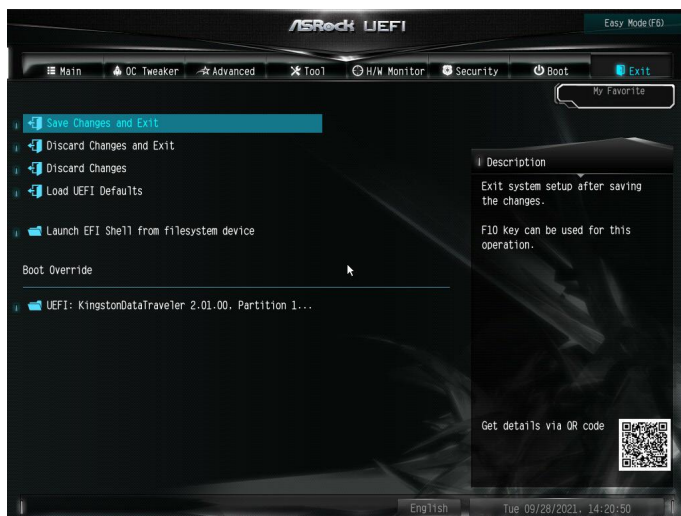 ASRock UEFI
Easy Mode(F6)
Main
OC Tweaker
Advanced
Tool
H/W Monitor
Security
Boot
Exit
My Favorite
Save Changes and Exit
Discard Changes and Exit
Discard Changes
Load UEFI Defaults
Launch EFI Shell from filesystem device
Boot Override
UEFI: KingstonDataTraveler 2.01.00, Partition 1...
Description
Exit system setup after saving
the changes.
F10 key can be used for this
operation.
Get details via QR code
English
Tue 09/28/2021, 14:20:50